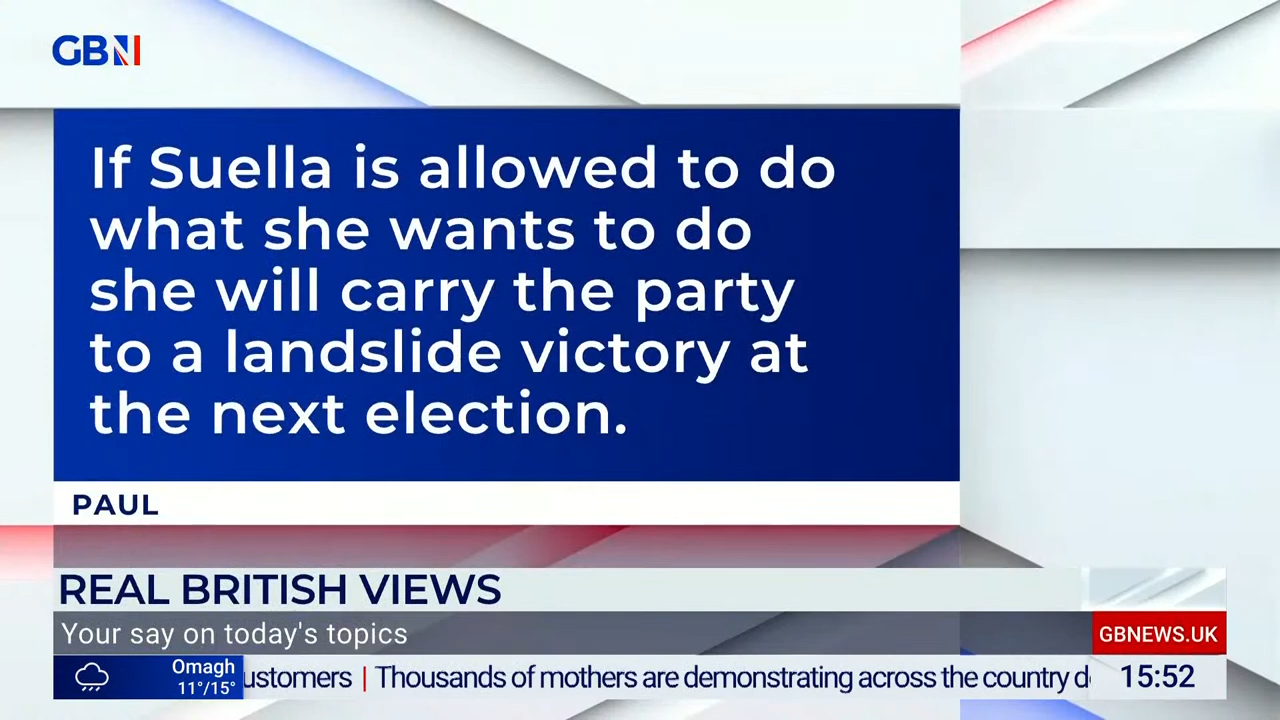 GBN
If Suella is allowed to do
what she wants to do
she will carry the party
to a landslide victory at
the next election.
PAUL
REAL BRITISH VIEWS
Your say on today's topics
GBNEWS.UK
Omagh
11°/15°
ustomers | Thousands of mothers are demonstrating across the country d
15:52